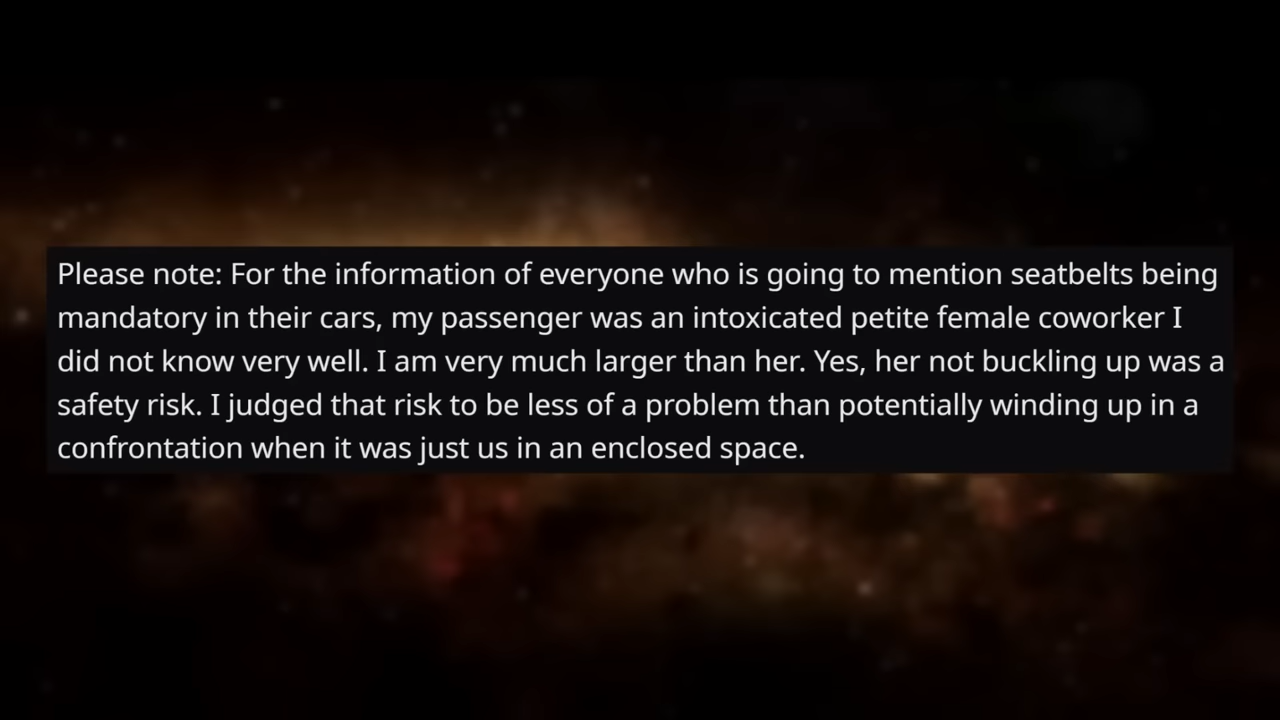 Please note: For the information of everyone who is going to mention seatbelts being
mandatory in their cars, my passenger was an intoxicated petite female coworker I
did not know very well. I am very much larger than her. Yes, her not buckling up was a
safety risk. I judged that risk to be less of a problem than potentially winding up in a
confrontation when it was just us in an enclosed space.